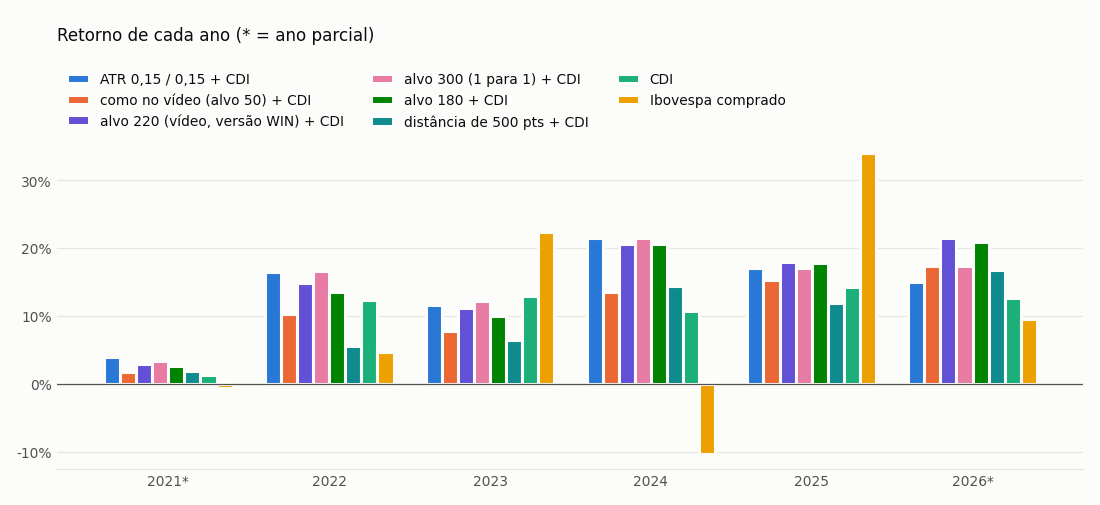 Retorno de cada ano (* = ano parcial)
ATR 0,15 / 0,15 + CDI
como no vídeo (alvo 50) + CDI
alvo 220 (vídeo, versão WIN) + CDI
alvo 300 (1 para 1) + CDI
alvo 180 + CDI
distância de 500 pts + CDI
CDI
Ibovespa comprado
30%
20%
10%
0%
-10%
2021* 2022 2023 2024 2025 2026*